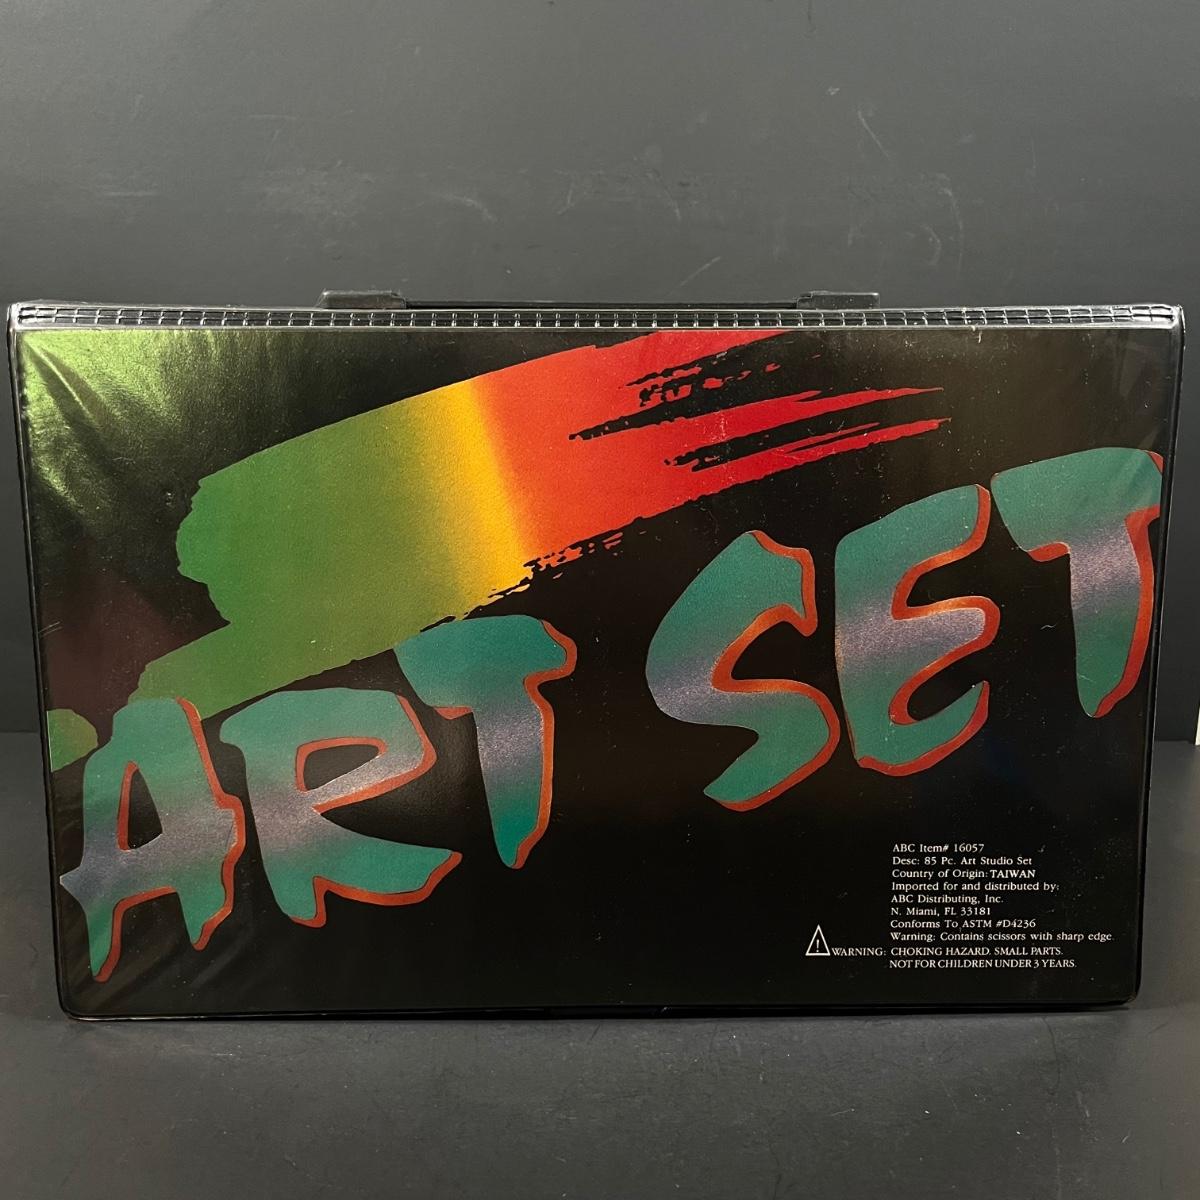 ART SET
ABC Item# 16057
Desc: 85 Pc. Art Studio Set
Country of Origin: TAIWAN
Imported for and distributed by:
ABC Distributing, Inc.
N. Miami, FL 33181
Conforms To ASTM #D4236
Warning: Contains scissors with sharp edge.
WARNING: CHOKING HAZARD. SMALL PARTS.
NOT FOR CHILDREN UNDER 3 YEARS.